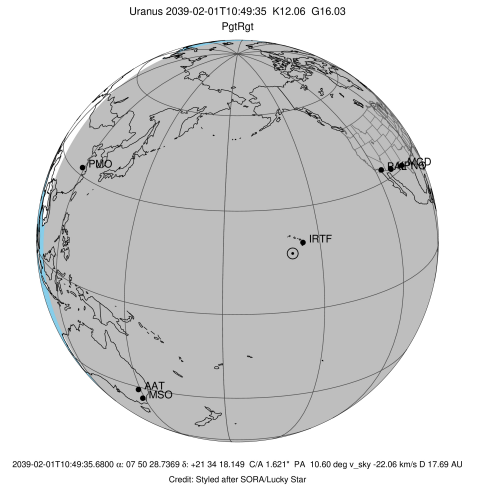 Uranus 2039-02-01T10:49:35 K12.06 G16.03
PgtRgt
PMO
MGD
IRTF
AAT
MSO
2039-02-01T10:49:35.6800 α: 07 50 28.7369 δ: +21 34 18.149 C/A 1.621" PA 10.60 deg v_sky -22.06 km/s D 17.69 AU
Credit: Styled after SORA/Lucky Star